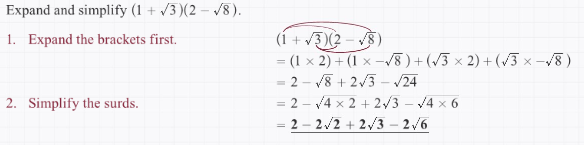 Expand and simplify (1 + √3)(2 − √8).
1. Expand the brackets first.
(1 + √3)(2 − √8)
= (1 × 2) + (1 × −√8) + (√3 × 2) + (√3 × −√8)
= 2 − √8 + 2√3 − √24
2. Simplify the surds.
= 2 − √4 × 2 + 2√3 − √4 × 6
= 2 − 2√2 + 2√3 − 2√6